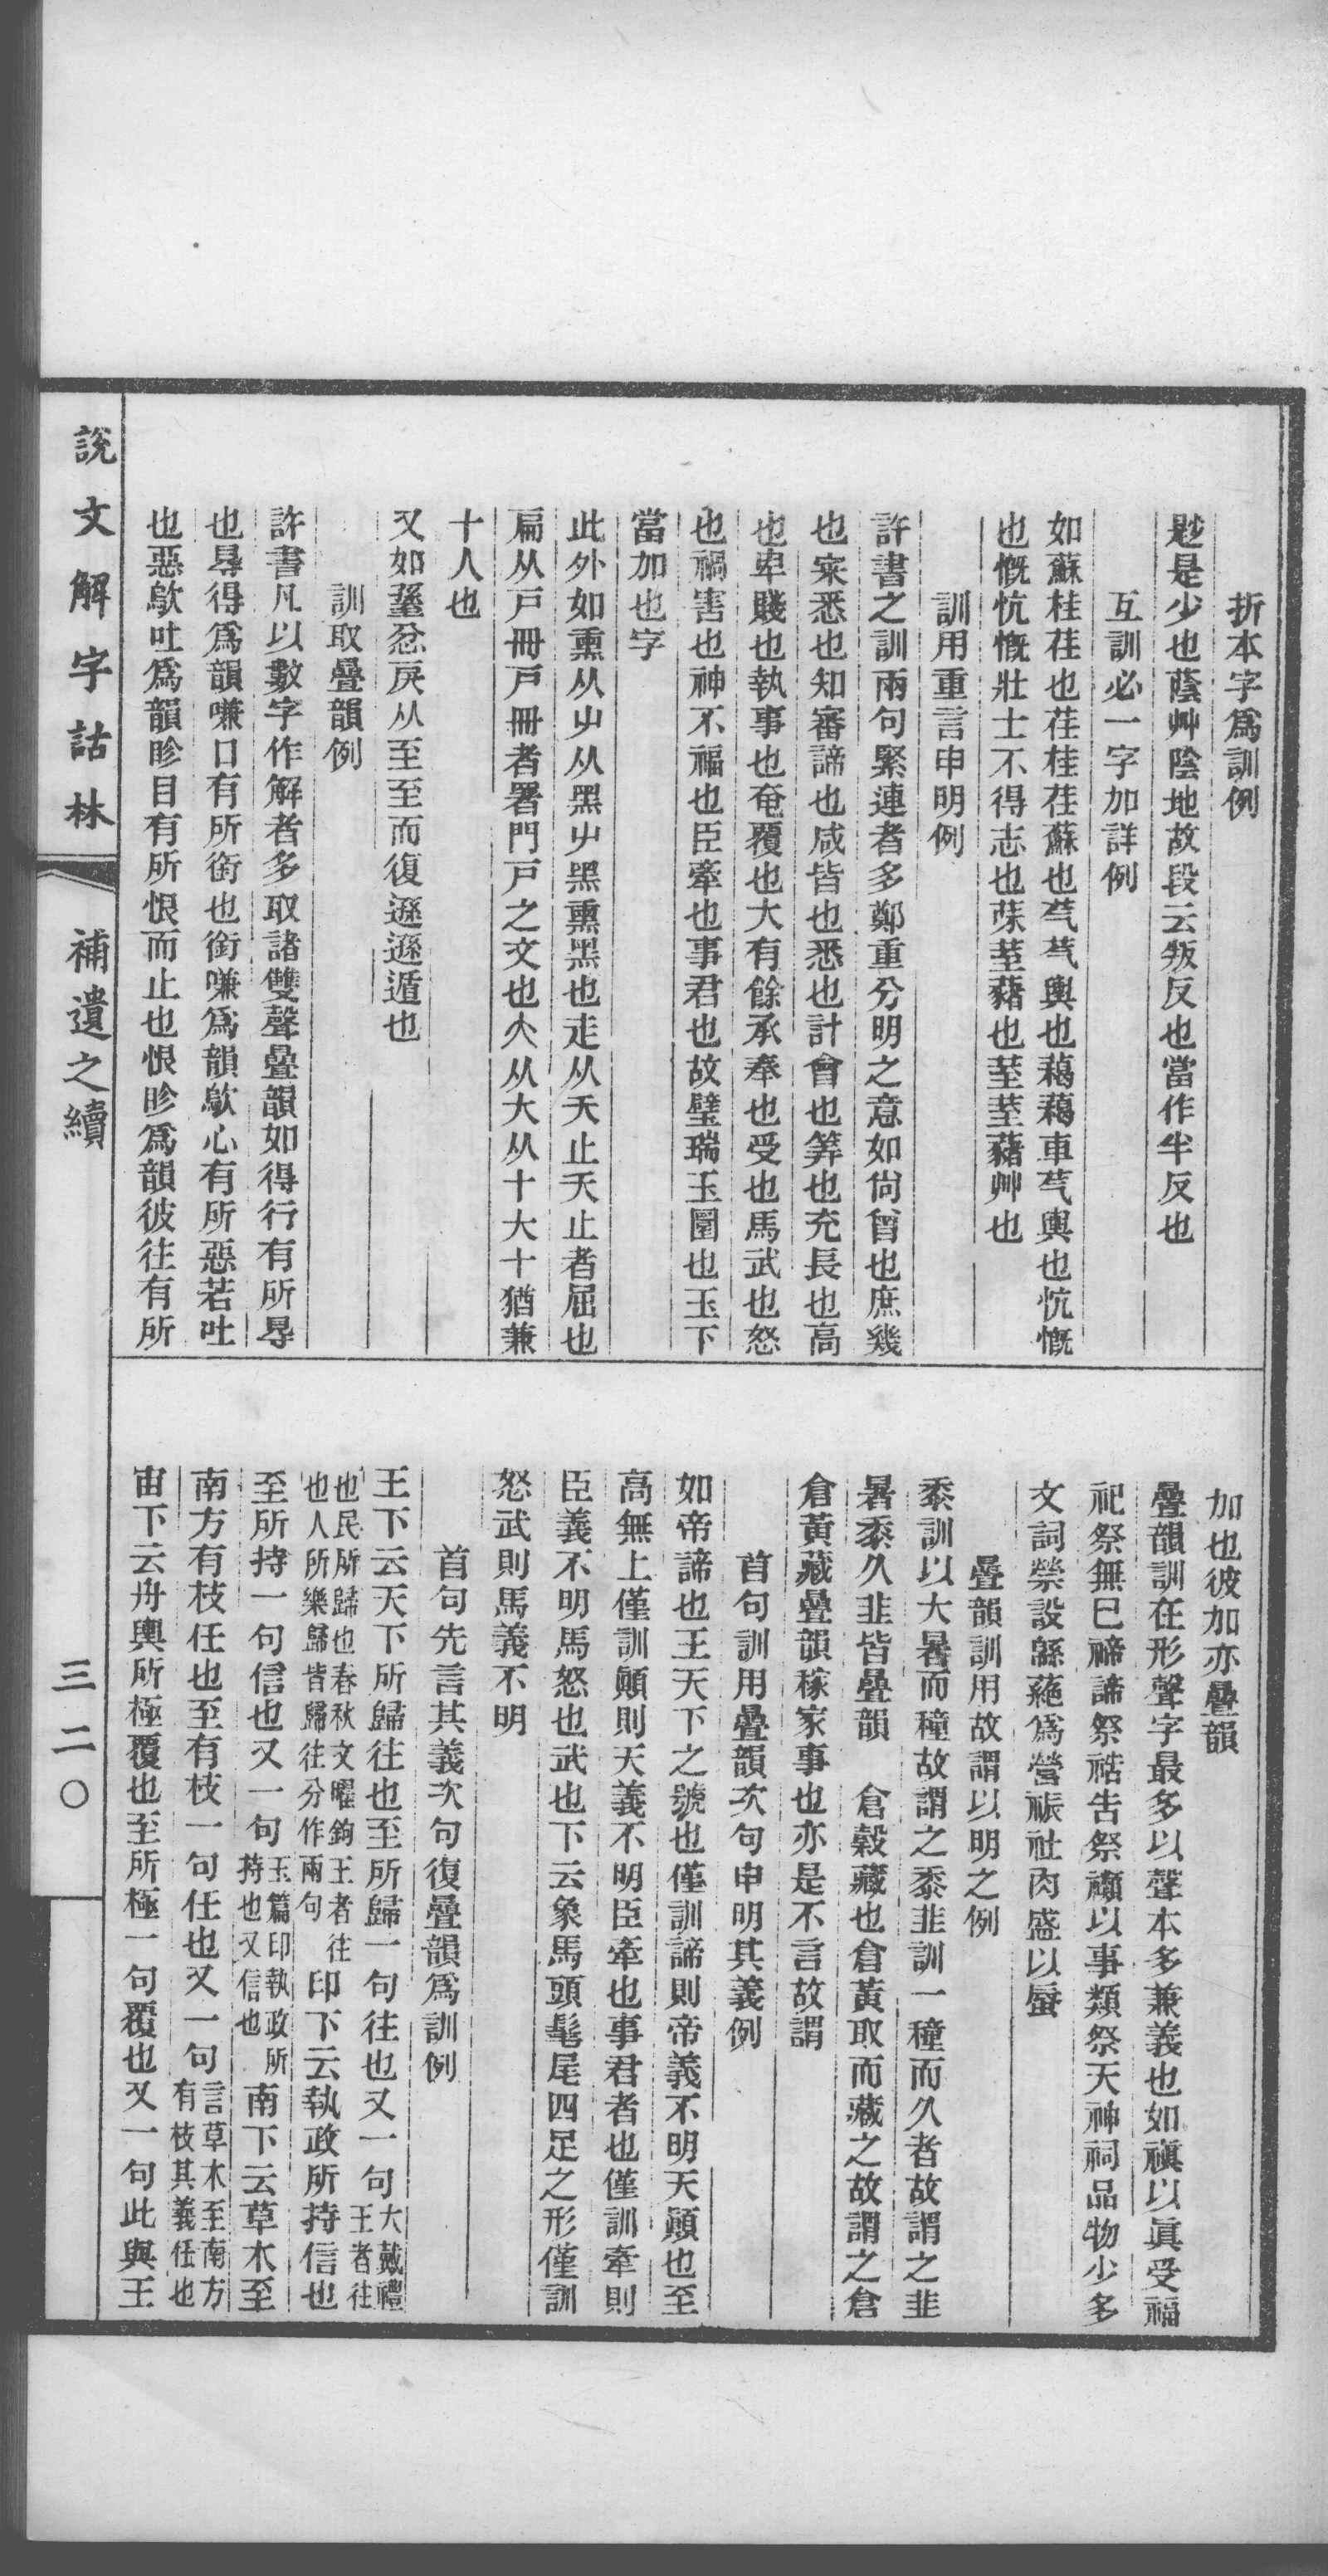 折本字爲訓例
尟是少也蔭艸陰地故段云叛反也當作半反也
互訓必一字加詳例
如蘇桂荏也荏桂荏蘇也芞芞輿也藒藒車芞輿也忼慨
也慨忼慨壯士不得志也菋荎藸也荎荎藸艸也
訓用重言申明例
許書之訓兩句緊連者多鄭重分明之意如尙曾也庶幾
也宷悉也知審諦也咸皆也悉也計會也筭也充長也高
也卑賤也執事也奄覆也大有餘承奉也受也馬武也怒
也禍害也神不福也臣牽也事君也故璧瑞玉圜也玉下
當加也字
此外如熏从屮从黑屮黑熏黑也走从夭止夭止者屈也
扁从戶冊戶冊者署門戶之文也夲从大从十大十猶兼
十人也
又如𦤶忿戾从至至而復遜遜遁也
訓取疊韻例
許書凡以數字作解者多取諸雙聲疊韻如得行有所㝵
也㝵得爲韻嗛口有所銜也銜嗛爲韻歍心有所惡若吐
也惡歍吐爲韻眕目有所恨而止也恨眕爲韻彼往有所
加也彼加亦疊韻
疊韻訓在形聲字最多以聲本多兼義也如禛以眞受福
祀祭無巳禘諦祭祰告祭禷以事類祭天神祠品物少多
文詞禜設緜蕝爲營祳社肉盛以蜃
疊韻訓用故謂以明之例
黍訓以大暑而穜故謂之黍韭訓一穜而久者故謂之韭
暑黍久韭皆疊韻　倉穀藏也倉黃取而藏之故謂之倉
倉黃藏疊韻稼家事也亦是不言故謂
首句訓用疊韻次句申明其義例
如帝諦也王天下之號也僅訓諦則帝義不明天顚也至
高無上僅訓顚則天義不明臣牽也事君者也僅訓牽則
臣義不明馬怒也武也下云象馬頭髦尾四足之形僅訓
怒武則馬義不明
首句先言其義次句復疊韻爲訓例
王下云天下所歸往也至所歸一句往也又一句大戴禮王者往
也民所歸也春秋文曜鉤王者往也人所樂歸皆歸往分作兩句印下云執政所持信也
至所持一句信也又一句玉篇印執政所持也又信也南下云草木至
南方有枝任也至有枝一句任也又一句言草木至南方有枝其義任也
宙下云舟輿所極覆也至所極一句覆也又一句此與王
說文解字詁林
補遺之續
三二〇